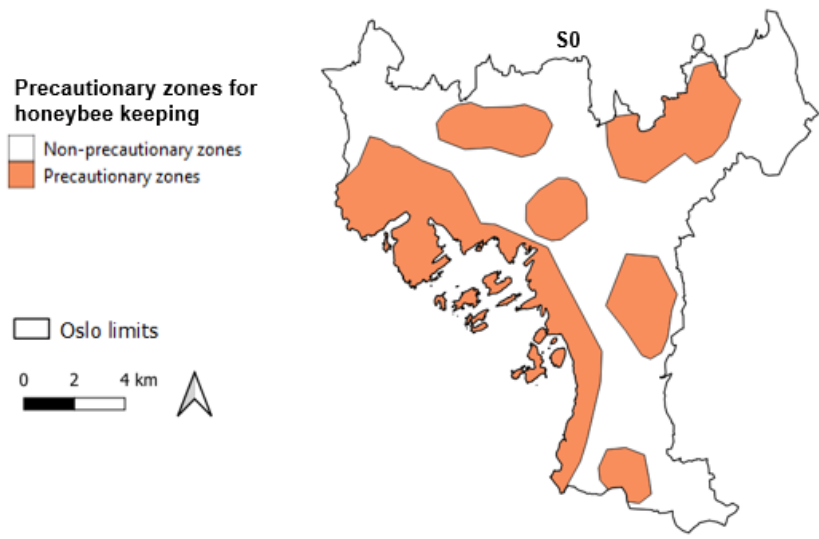 S0
Precautionary zones for
honeybee keeping
Non-precautionary zones
Precautionary zones
Oslo limits
0 2 4 km